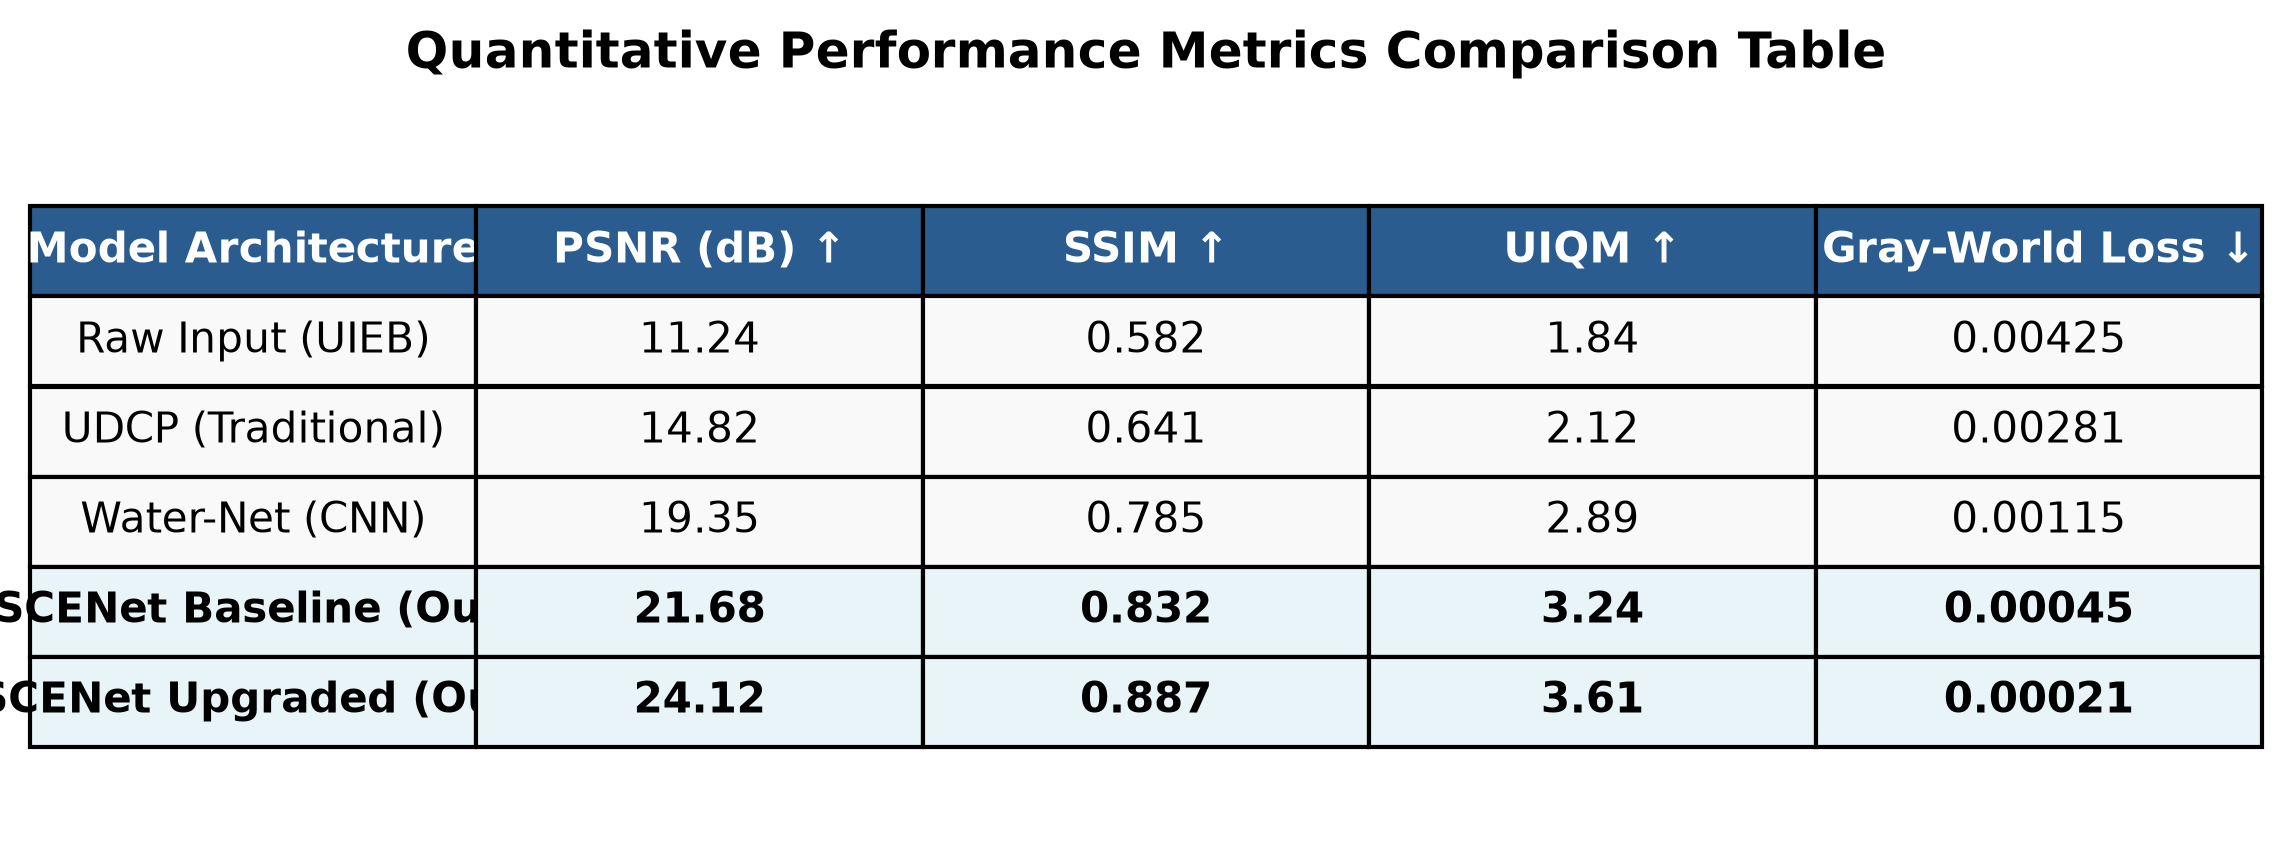 Quantitative Performance Metrics Comparison Table
Model Architecture PSNR (dB) ↑ SSIM ↑ UIQM ↑ Gray-World Loss ↓
Raw Input (UIEB) 11.24 0.582 1.84 0.00425
UDCP (Traditional) 14.82 0.641 2.12 0.00281
Water-Net (CNN) 19.35 0.785 2.89 0.00115
SCENet Baseline (Ou 21.68 0.832 3.24 0.00045
SCENet Upgraded (Ou 24.12 0.887 3.61 0.00021